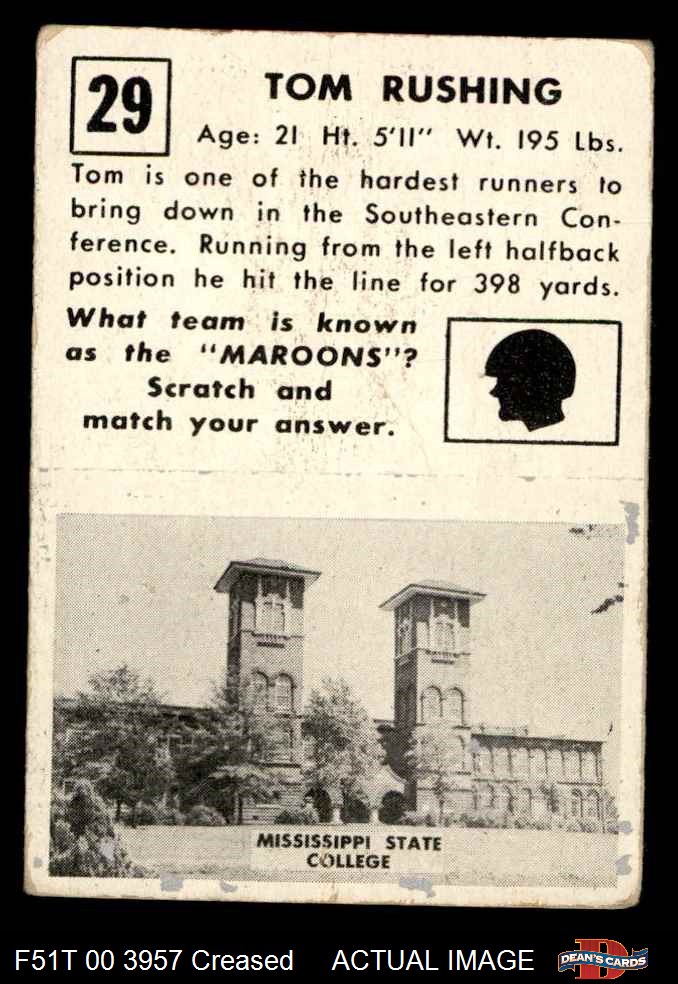 29
TOM RUSHING
Age: 21 Ht. 5'11" Wt. 195 Lbs.
Tom is one of the hardest runners to
bring down in the Southeastern Con-
ference. Running from the left halfback
position he hit the line for 398 yards.
What team is known
as the "MAROONS"?
Scratch and
match your answer.
MISSISSIPPI STATE
COLLEGE
F51T 00 3957 Creased ACTUAL IMAGE
D
DEAN'S CARDS